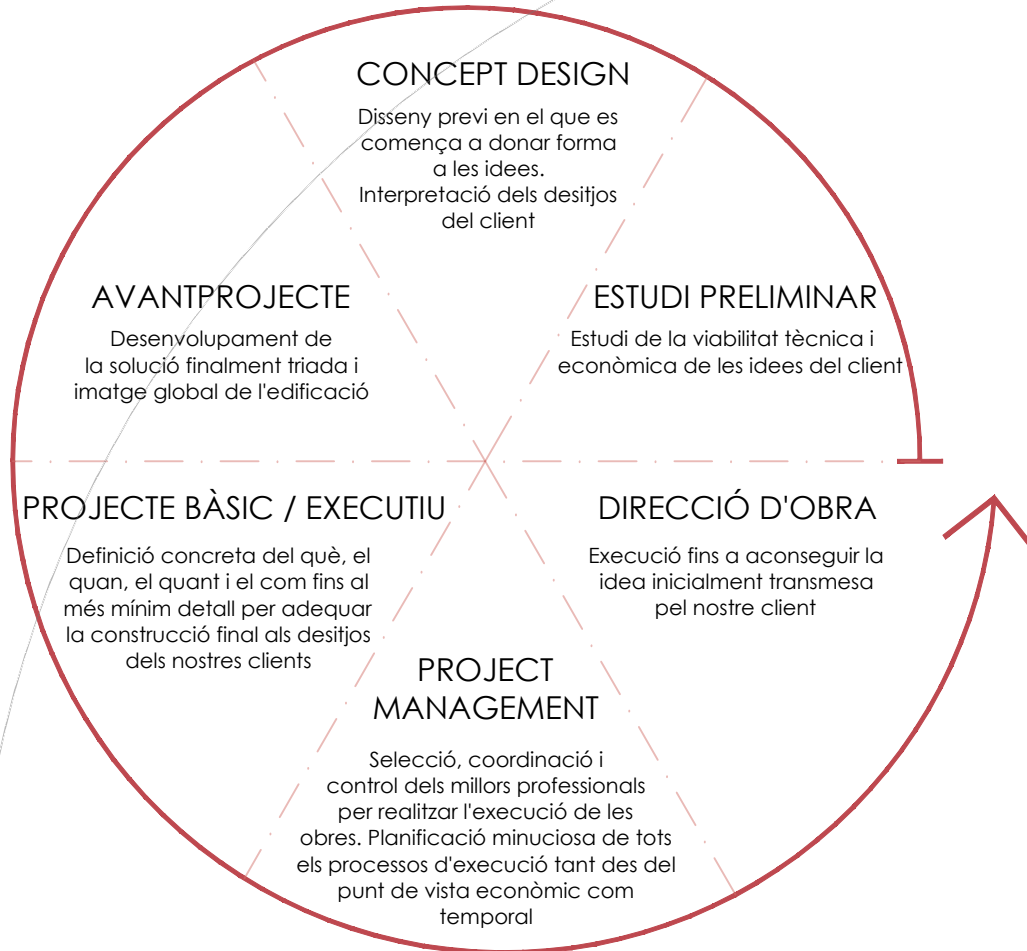 CONCEPT DESIGN
Disseny previ en el que es
comença a donar forma
a les idees.
Interpretació dels desitjos
del client
AVANTPROJECTE
Desenvolupament de
la solució finalment triada i
imatge global de l'edificació
ESTUDI PRELIMINAR
Estudi de la viabilitat tècnica i
econòmica de les idees del client
PROJECTE BÀSIC / EXECUTIU
Definició concreta del què, el
quan, el quant i el com fins al
més mínim detall per adequar
la construcció final als desitjos
dels nostres clients
DIRECCIÓ D'OBRA
Execució fins a aconseguir la
idea inicialment transmesa
pel nostre client
PROJECT
MANAGEMENT
Selecció, coordinació i
control dels millors professionals
per realitzar l'execució de les
obres. Planificació minuciosa de tots
els processos d'execució tant des del
punt de vista econòmic com
temporal